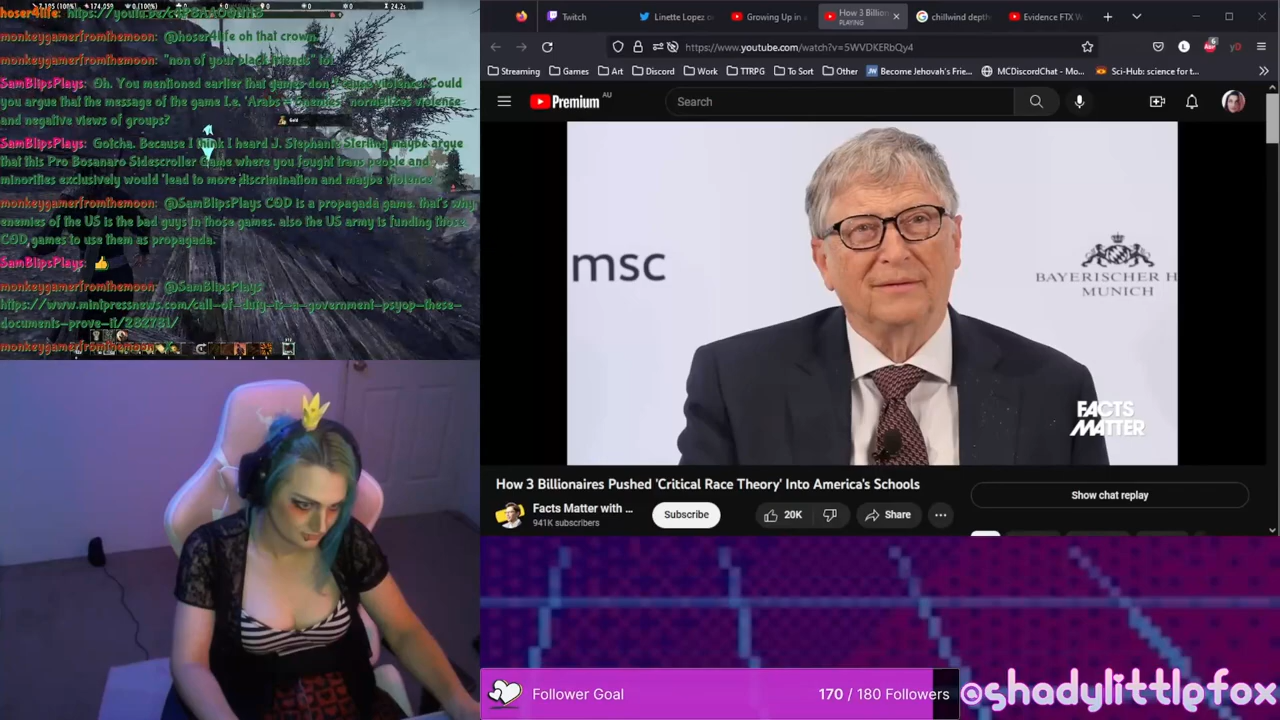 hoser4life: https://youtu.be/
monkeygamerfromthemoon: @hoser4life oh that crown.
monkeygamerfromthemoon: "non of your black friends" lol
SamBlipsPlays: Oh. You mentioned earlier that games don't cause violence. Could
you argue that the message of the game I.e. 'Arabs = enemies' normalizes violence
and negative views of groups?
SamBlipsPlays: Gotcha. Because I think I heard J. Stephanie Sterling maybe argue
that this Pro Bosanaro Sidescroller Game where you fought trans people and
minorities exclusively would 'lead to more discrimination and maybe violence'
monkeygamerfromthemoon: @SamBlipsPlays COD is a propagada game. that's why
enemies of the US is the bad guys in those games. also the US army is funding those
COD games to use them as propagada.
SamBlipsPlays:
monkeygamerfromthemoon: @SamBlipsPlays
https://www.mintpressnews.com/call-of-duty-is-a-government-psyop-these-
documents-prove-it/282781/
monkeygamerfromthemoon:
Twitch
Linette Lopez o
Growing Up in a
How 3 Billion
PLAYING
chillwind depth
Evidence FTX W
https://www.youtube.com/watch?v=5WVDKERbQy4
Streaming
Games
Art
Discord
Work
TTRPG
To Sort
Other
Become Jehovah's Frie...
MCDiscordChat - Mo...
Sci-Hub: science for t...
Premium AU
Search
msc
BAYERISCHER H
MUNICH
FACTS
MATTER
How 3 Billionaires Pushed 'Critical Race Theory' Into America's Schools
Facts Matter with ...
941K subscribers
Subscribe
20K
Share
Show chat replay
Follower Goal
170 / 180 Followers
@shadylittlefox